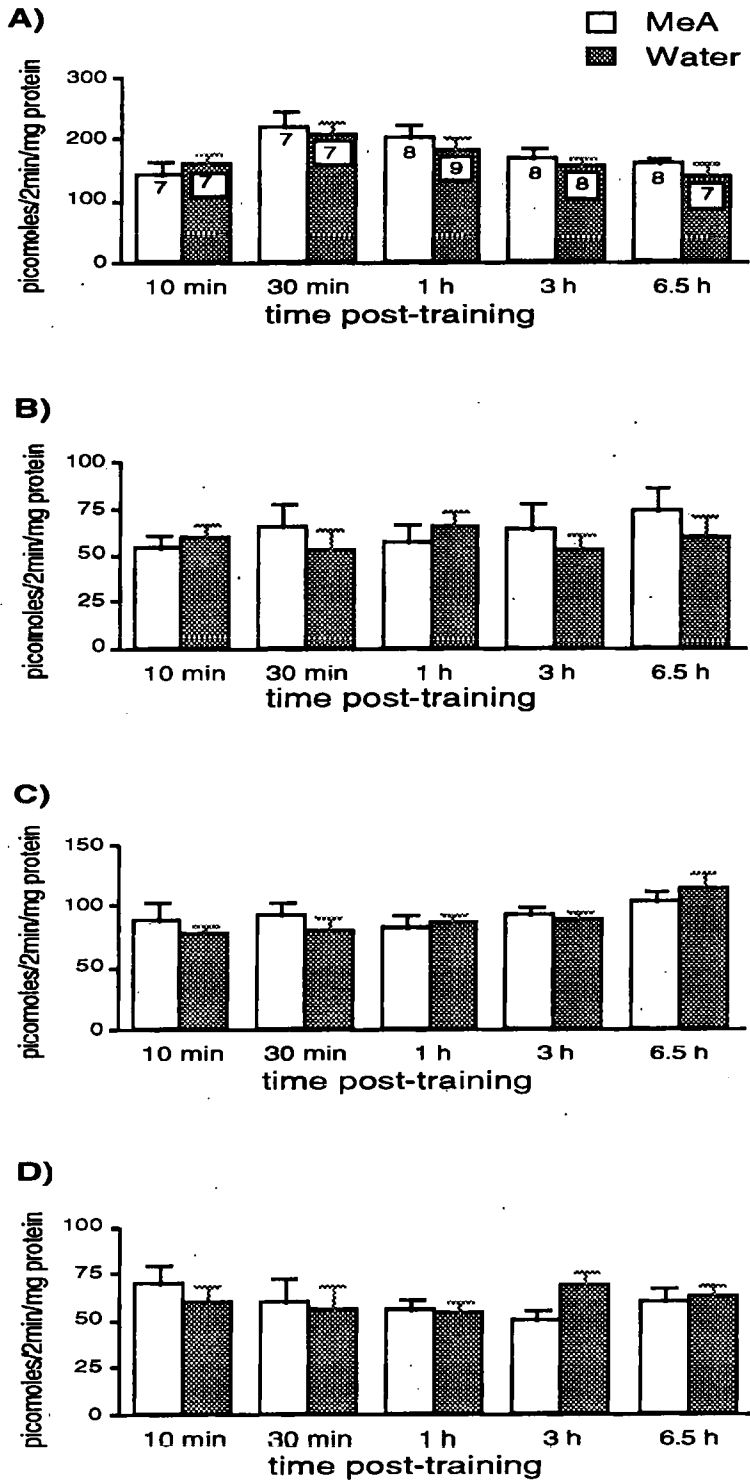 A)
MeA
Water
picomoles/2min/mg protein
300
200
100
0
7 7 7 7 8 9 8 8 8 7
10 min 30 min 1 h 3 h 6.5 h
time post-training
B)
picomoles/2min/mg protein
100
75
50
25
0
10 min 30 min 1 h 3 h 6.5 h
time post-training
C)
picomoles/2min/mg protein
150
100
50
0
10 min 30 min 1 h 3 h 6.5 h
time post-training
D)
picomoles/2min/mg protein
100
75
50
25
0
10 min 30 min 1 h 3 h 6.5 h
time post-training